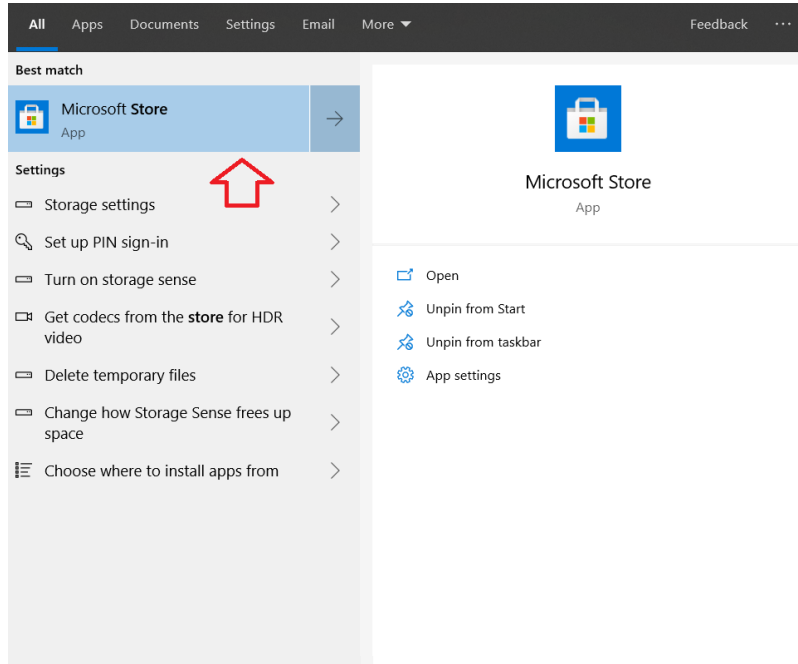 All Apps Documents Settings Email More Feedback ...
Best match
Microsoft Store
App
Settings
Storage settings
Set up PIN sign-in
Turn on storage sense
Get codecs from the store for HDR
video
Delete temporary files
Change how Storage Sense frees up
space
Choose where to install apps from
Microsoft Store
App
Open
Unpin from Start
Unpin from taskbar
App settings